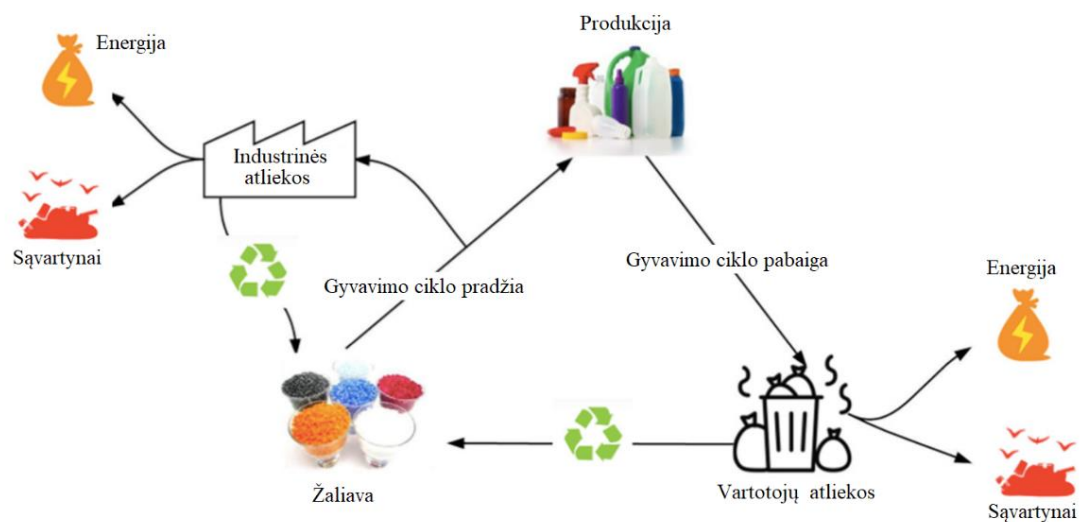 Produkcija
Energija
Industrinės
atliekos
Sąvartynai
Gyvavimo ciklo pabaiga
Energija
Gyvavimo ciklo pradžia
Žaliava
Vartotojų atliekos
Sąvartynai